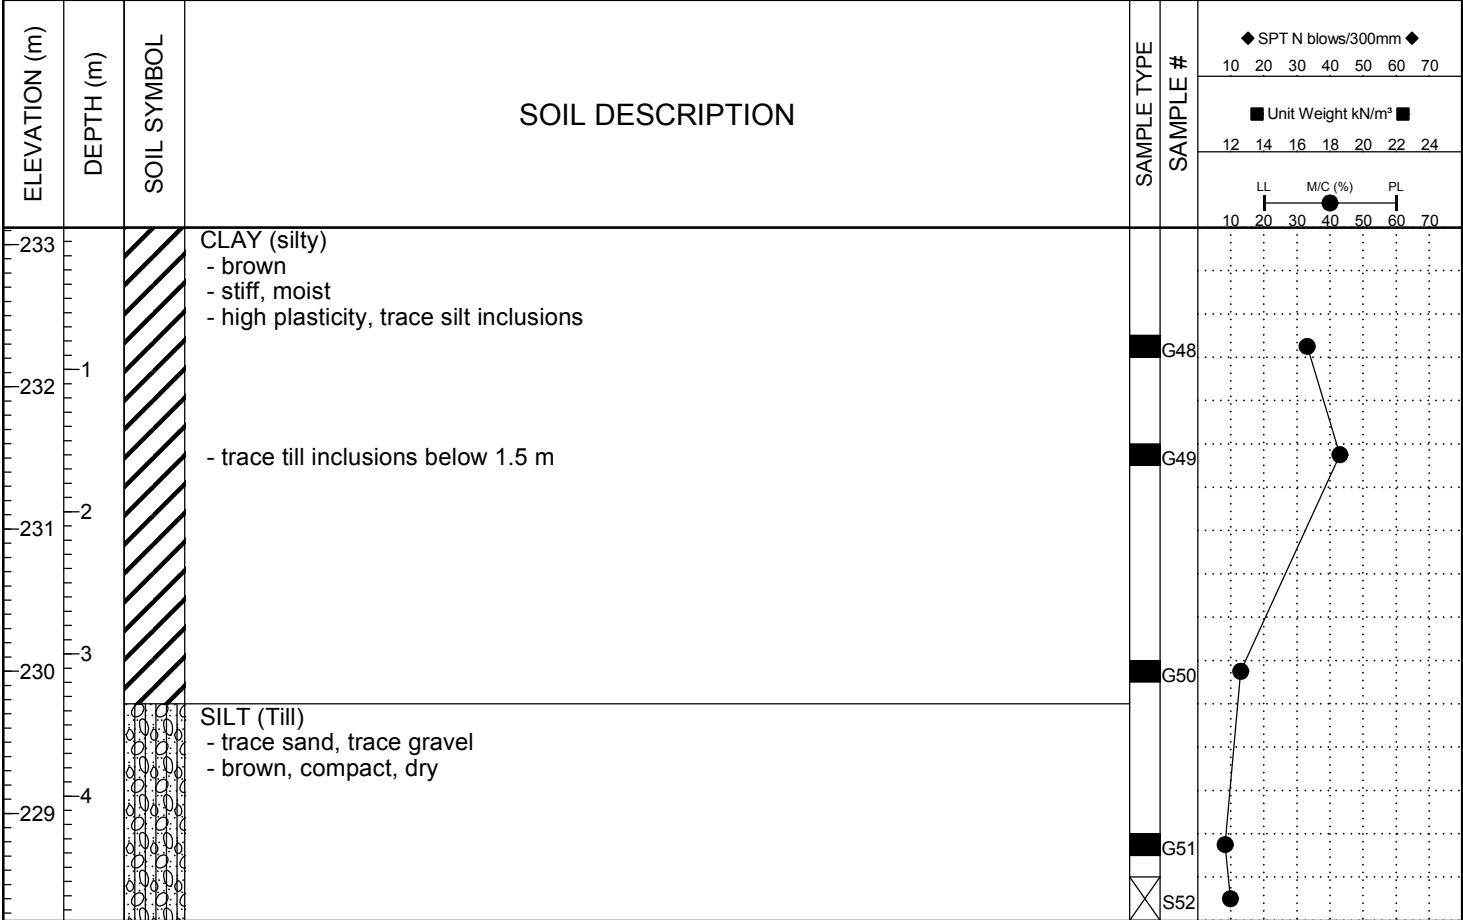 ELEVATION (m)
DEPTH (m)
SOIL SYMBOL
SOIL DESCRIPTION
SAMPLE TYPE
SAMPLE #
◆ SPT N blows/300mm ◆
10 20 30 40 50 60 70
■ Unit Weight kN/m³ ■
12 14 16 18 20 22 24
LL M/C (%) PL
10 20 30 40 50 60 70
233
CLAY (silty)
- brown
- stiff, moist
- high plasticity, trace silt inclusions
G48
1
232
- trace till inclusions below 1.5 m
G49
2
231
3
230
G50
SILT (Till)
- trace sand, trace gravel
- brown, compact, dry
4
229
G51
S52